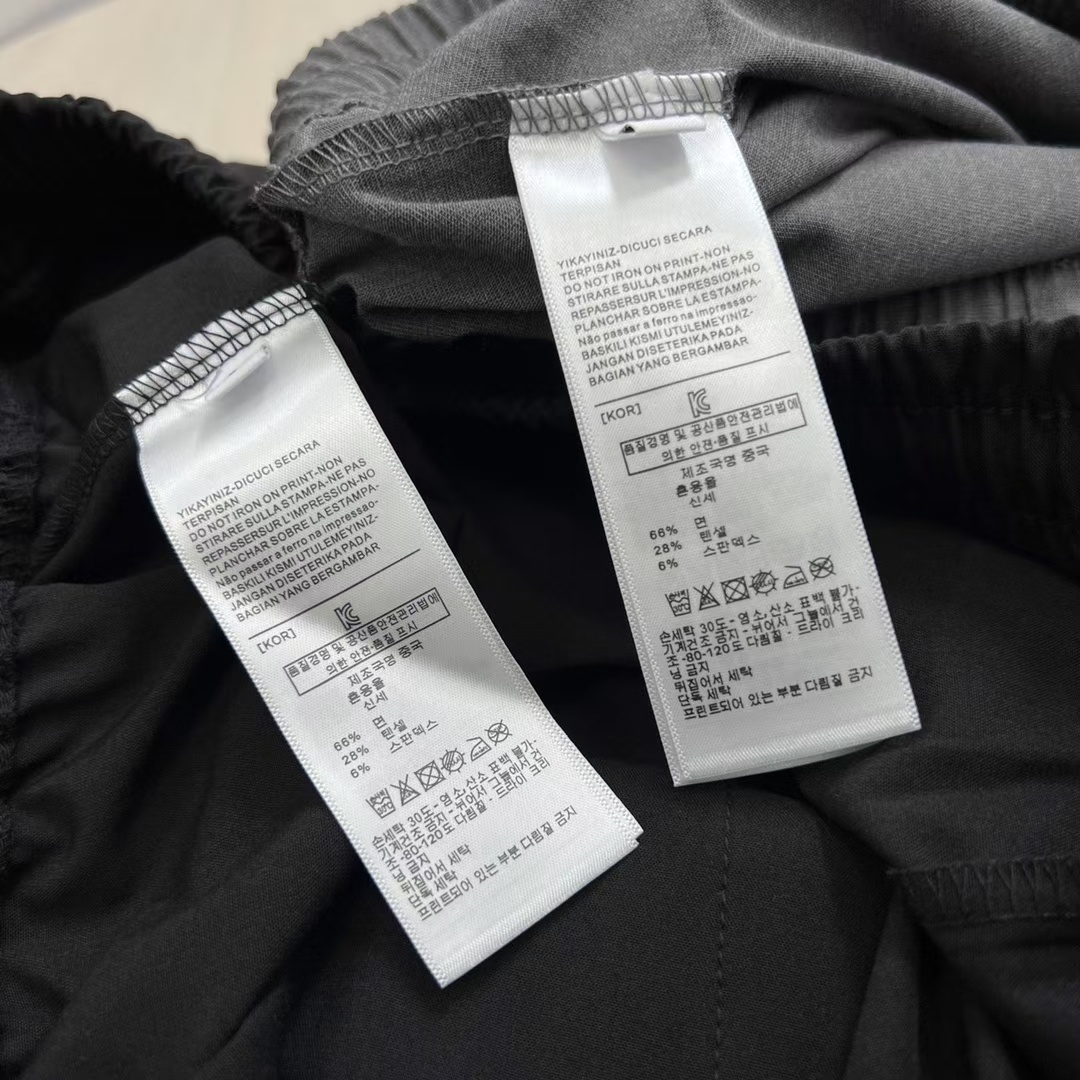 YIKAYINIZ-DICUCI SECARA
TERPISAN
DO NOT IRON ON PRINT-NON
STIRARE SULLA STAMPA-NE PAS
REPASSERSUR L'IMPRESSION-NO
PLANCHAR SOBRE LA ESTAMPA-
Não passar a ferro na impressao-
BASKILI KISMI UTULEMEYINIZ-
JANGAN DISETERIKA PADA
BAGIAN YANG BERGAMBAR
[KOR]
품질경명 및 공산품안전관리법에
의한 안전·품질 프시
제조국명 중국
흔용율
신세
66% 면
28% 텐셀
6% 스판덱스
손세탁 30도- 염소,산소 표백 불가-
기계건조 금지 - 뉘어서 그늘에서 건
조 -80-120도 다림질 - 드라이 크리
닝 금지
뒤집어서 세탁
단독 세탁
프린트되어 있는 부분 다림질 금지
YIKAYINIZ-DICUCI SECARA
TERPISAN
DO NOT IRON ON PRINT-NON
STIRARE SULLA STAMPA-NE PAS
REPASSERSUR L'IMPRESSION-NO
PLANCHAR SOBRE LA ESTAMPA-
Não passar a ferro na impressao-
BASKILI KISMI UTULEMEYINIZ-
JANGAN DISETERIKA PADA
BAGIAN YANG BERGAMBAR
[KOR]
품질경명 및 공산품안전관리법에
의한 안전·품질 프시
제조국명 중국
흔용율
신세
66% 면
28% 텐셀
6% 스판덱스
손세탁 30도- 염소,산소 표백 불가-
기계건조 금지 - 뉘어서 그늘에서 건
조 -80-120도 다림질 - 드라이 크리
닝 금지
뒤집어서 세탁
단독 세탁
프린트되어 있는 부분 다림질 금지